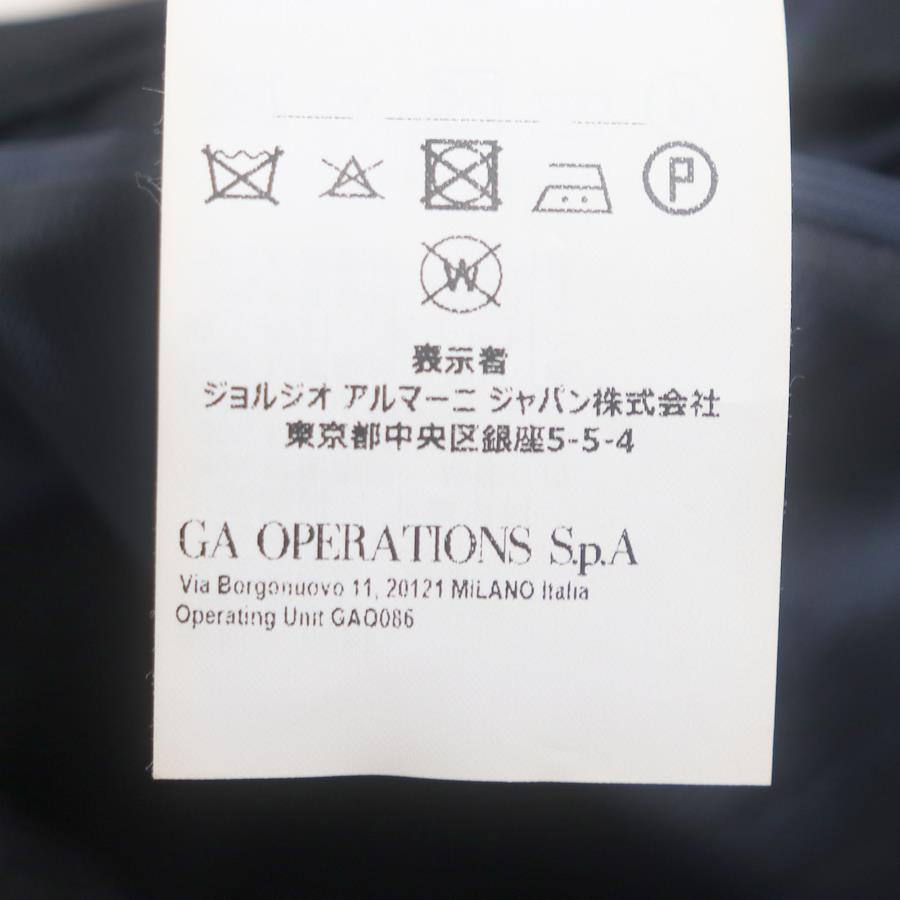 P
W
表示者
ジョルジオ アルマーニ ジャパン株式会社
東京都中央区銀座5-5-4
GA OPERATIONS S.p.A
Via Borgonuovo 11, 20121 MILANO Italia
Operating Unit GAO086